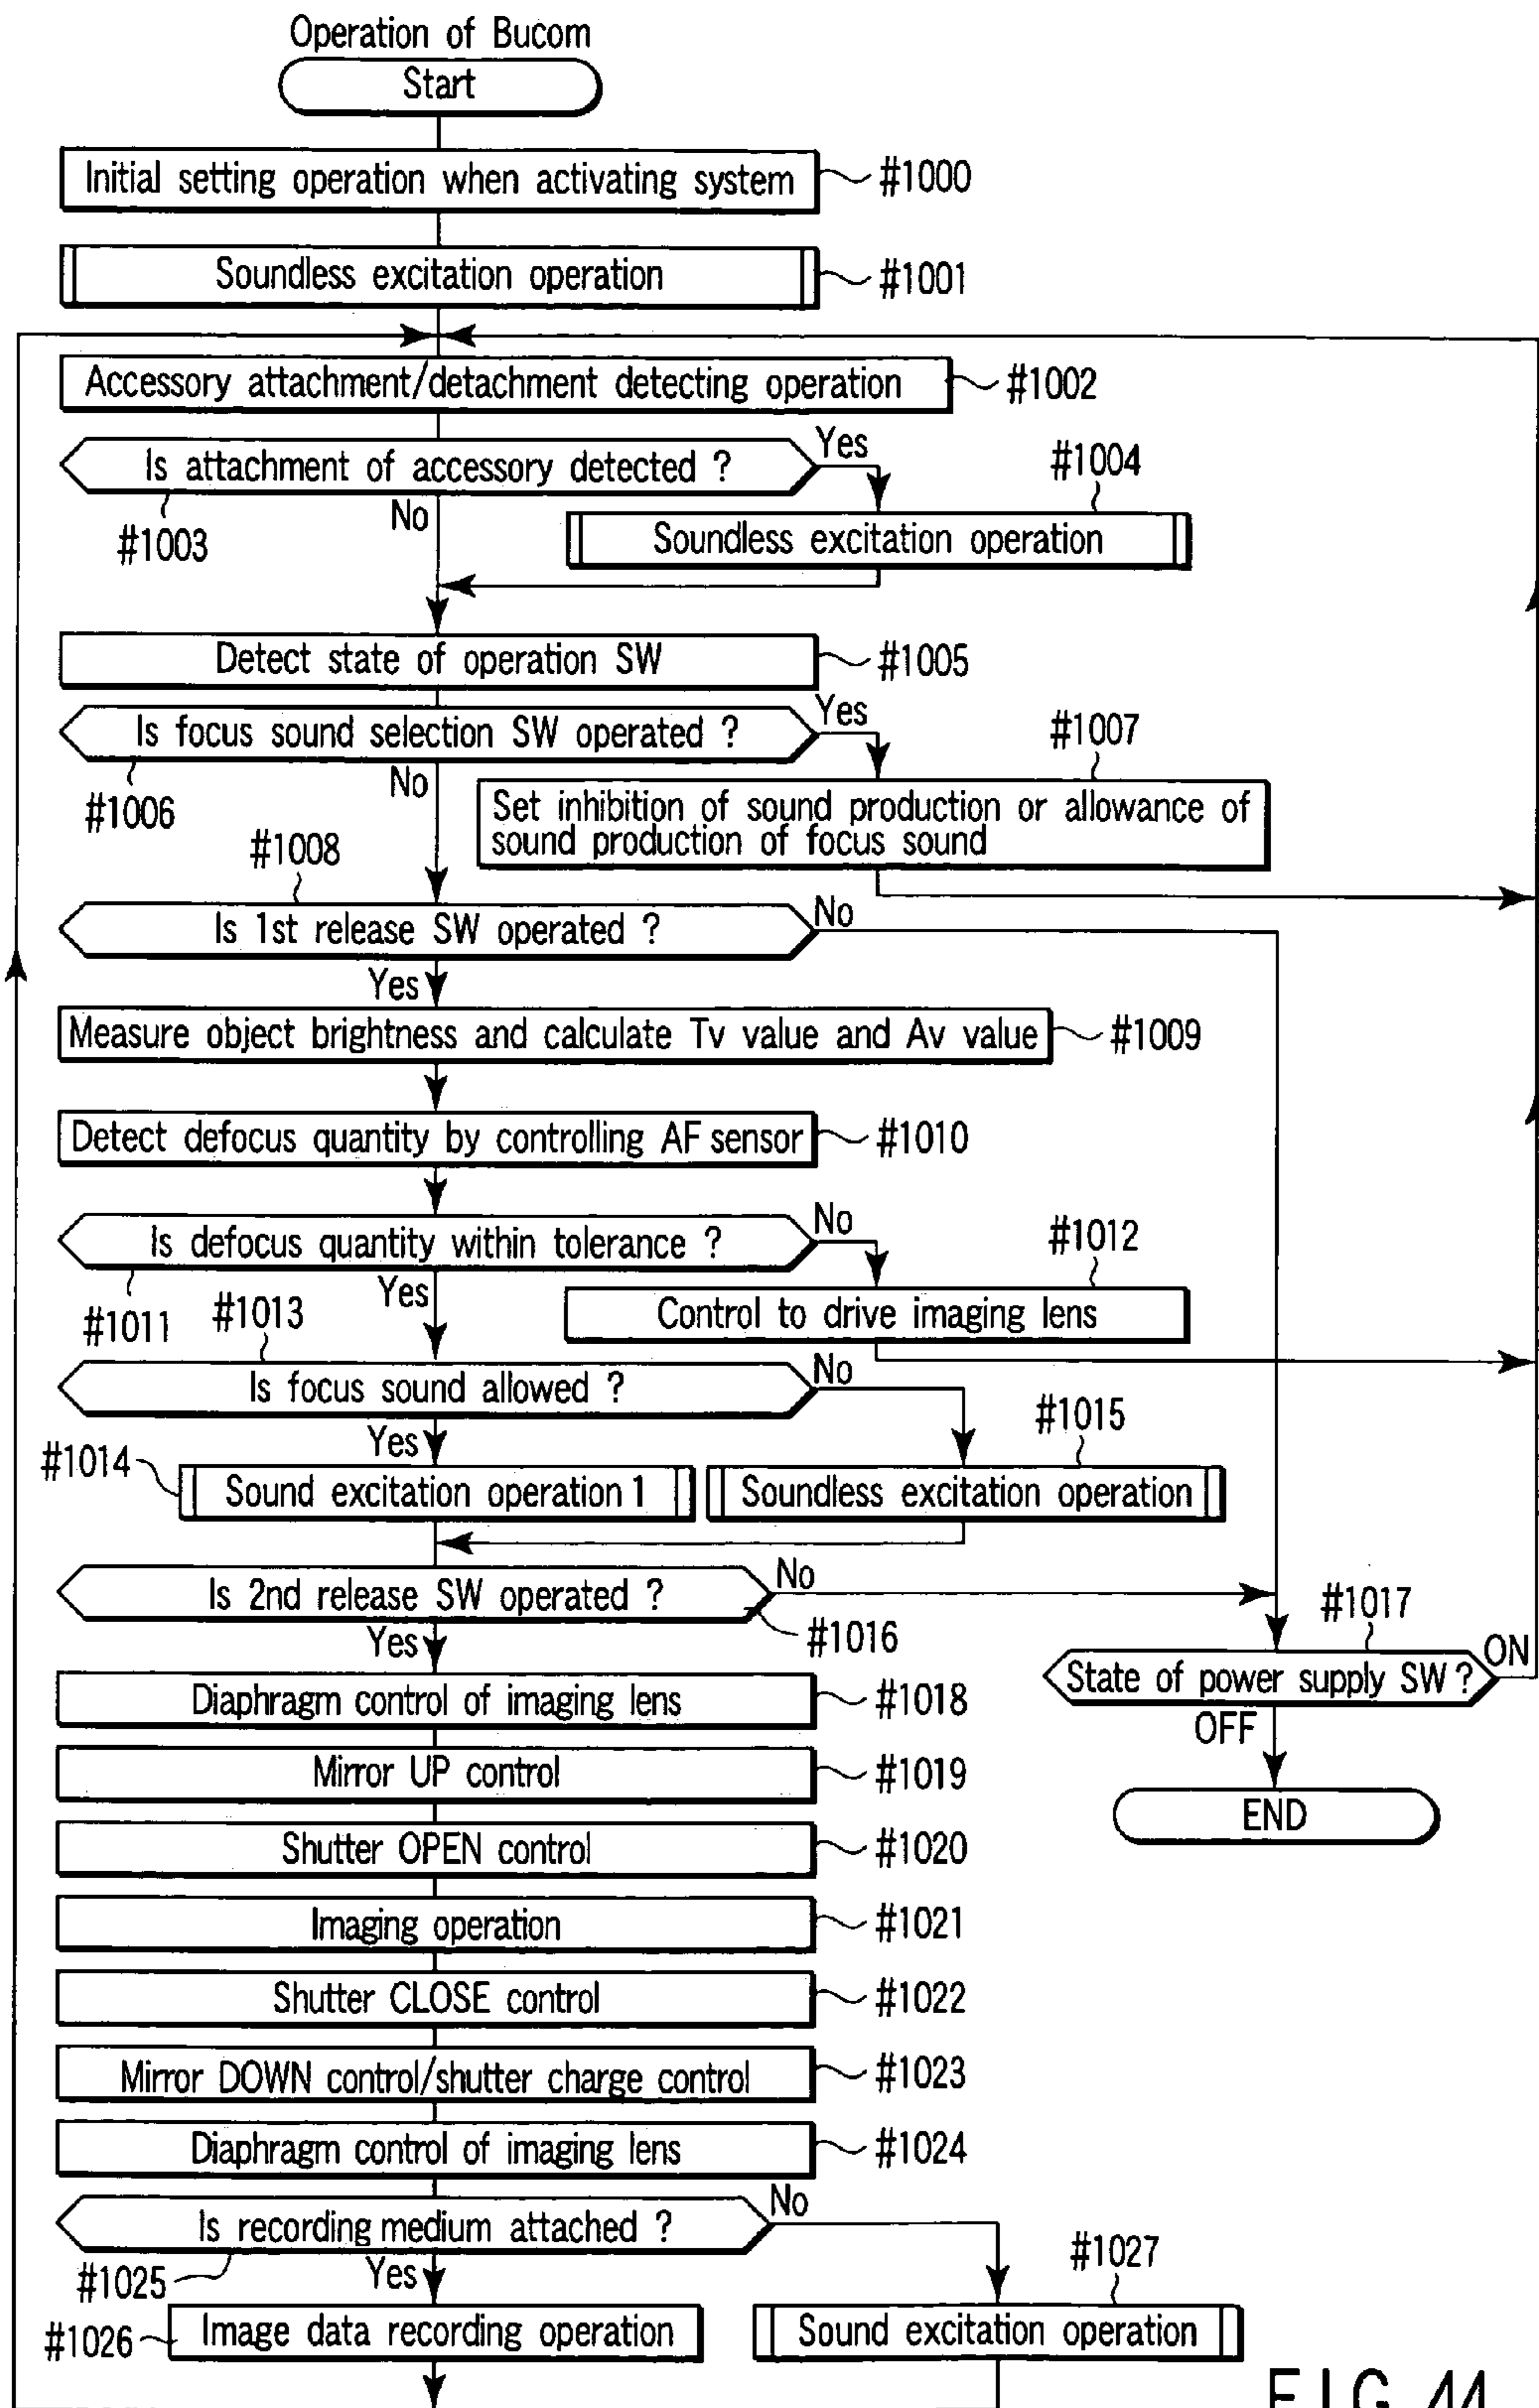 Operation of Bucom
Start
Initial setting operation when activating system
#1000
Soundless excitation operation
#1001
Accessory attachment/detachment detecting operation
#1002
Is attachment of accessory detected ?
Yes
#1004
No
#1003
Soundless excitation operation
Detect state of operation SW
#1005
Is focus sound selection SW operated ?
Yes
#1007
No
#1006
Set inhibition of sound production or allowance of
sound production of focus sound
#1008
Is 1st release SW operated ?
No
Yes
Measure object brightness and calculate Tv value and Av value
#1009
Detect defocus quantity by controlling AF sensor
#1010
Is defocus quantity within tolerance ?
No
#1012
Yes
#1011
#1013
Control to drive imaging lens
Is focus sound allowed ?
No
#1015
Yes
#1014
Sound excitation operation 1
Soundless excitation operation
Is 2nd release SW operated ?
No
#1016
Yes
#1017
State of power supply SW ?
ON
OFF
END
Diaphragm control of imaging lens
#1018
Mirror UP control
#1019
Shutter OPEN control
#1020
Imaging operation
#1021
Shutter CLOSE control
#1022
Mirror DOWN control/shutter charge control
#1023
Diaphragm control of imaging lens
#1024
Is recording medium attached ?
No
#1027
#1025
Yes
#1026
Image data recording operation
Sound excitation operation
FIG. 44